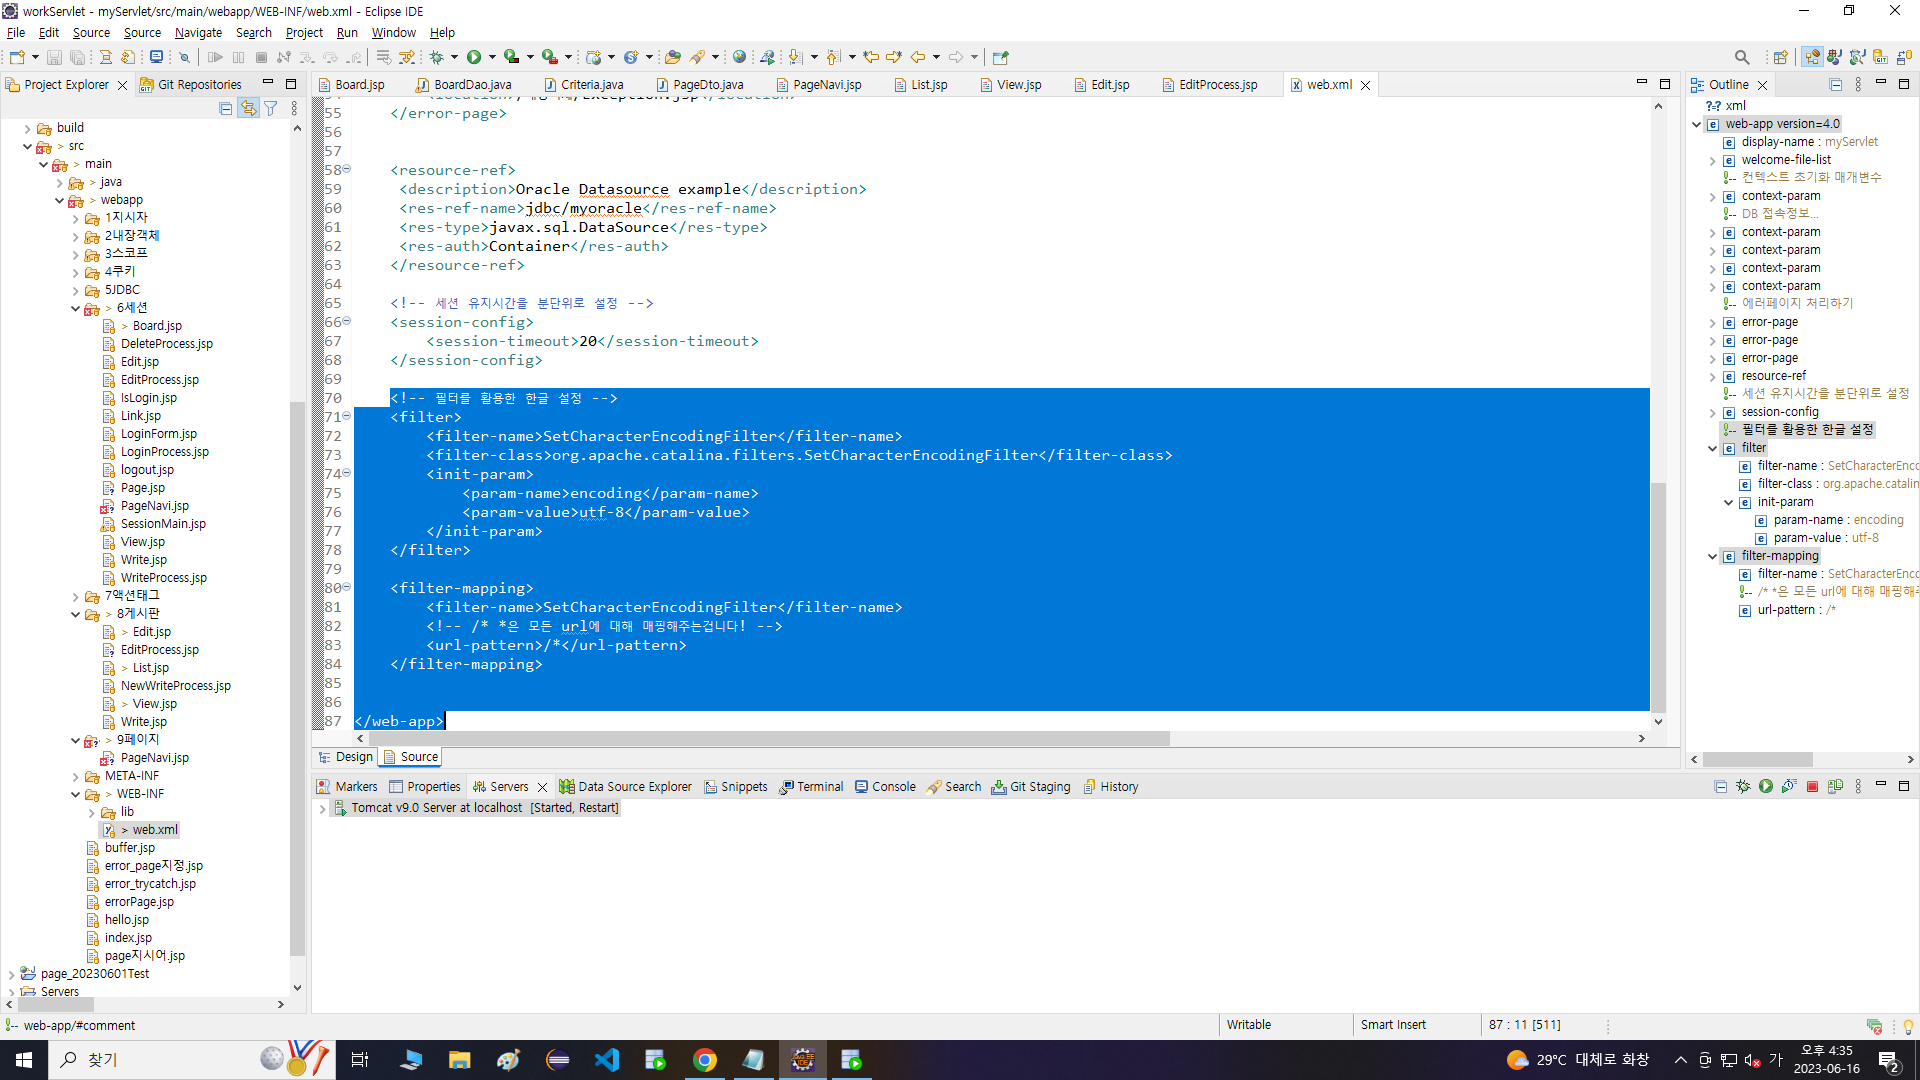 workServlet - myServlet/src/main/webapp/WEB-INF/web.xml - Eclipse IDE
File Edit Source Source Navigate Search Project Run Window Help
Project Explorer
Git Repositories
build
> src
> main
> java
> webapp
1지시자
2내장객체
3스코프
4쿠키
5JDBC
> 6세션
> Board.jsp
DeleteProcess.jsp
Edit.jsp
EditProcess.jsp
IsLogin.jsp
Link.jsp
LoginForm.jsp
LoginProcess.jsp
logout.jsp
Page.jsp
PageNavi.jsp
SessionMain.jsp
View.jsp
Write.jsp
WriteProcess.jsp
7액션태그
> 8게시판
> Edit.jsp
EditProcess.jsp
> List.jsp
NewWriteProcess.jsp
> View.jsp
Write.jsp
> 9페이지
PageNavi.jsp
META-INF
> WEB-INF
lib
> web.xml
buffer.jsp
error_page지정.jsp
error_trycatch.jsp
errorPage.jsp
hello.jsp
index.jsp
page지시어.jsp
page_20230601Test
Servers
Board.jsp BoardDao.java Criteria.java PageDto.java PageNavi.jsp List.jsp View.jsp Edit.jsp EditProcess.jsp web.xml
55 </error-page>
56
57
58 <resource-ref>
59 <description>Oracle Datasource example</description>
60 <res-ref-name>jdbc/myoracle</res-ref-name>
61 <res-type>javax.sql.DataSource</res-type>
62 <res-auth>Container</res-auth>
63 </resource-ref>
64
65 <!-- 세션 유지시간을 분단위로 설정 -->
66 <session-config>
67 <session-timeout>20</session-timeout>
68 </session-config>
69
70 <!-- 필터를 활용한 한글 설정 -->
71 <filter>
72 <filter-name>SetCharacterEncodingFilter</filter-name>
73 <filter-class>org.apache.catalina.filters.SetCharacterEncodingFilter</filter-class>
74 <init-param>
75 <param-name>encoding</param-name>
76 <param-value>utf-8</param-value>
77 </init-param>
78 </filter>
79
80 <filter-mapping>
81 <filter-name>SetCharacterEncodingFilter</filter-name>
82 <!-- /* *은 모든 url에 대해 매핑해주는겁니다! -->
83 <url-pattern>/*</url-pattern>
84 </filter-mapping>
85
86
87 </web-app>
Design Source
Outline
?-? xml
web-app version=4.0
display-name : myServlet
welcome-file-list
컨텍스트 초기화 매개변수
context-param
DB 접속정보...
context-param
context-param
context-param
context-param
에러페이지 처리하기
error-page
error-page
error-page
resource-ref
세션 유지시간을 분단위로 설정
session-config
필터를 활용한 한글 설정
filter
filter-name : SetCharacterEnco
filter-class : org.apache.catalin
init-param
param-name : encoding
param-value : utf-8
filter-mapping
filter-name : SetCharacterEnco
/* *은 모든 url에 대해 매핑해주
url-pattern : /*
Markers Properties Servers Data Source Explorer Snippets Terminal Console Search Git Staging History
Tomcat v9.0 Server at localhost [Started, Restart]
web-app/#comment
Writable
Smart Insert
87 : 11 [511]
찾기
29°C 대체로 화창
가
오후 4:35
2023-06-16
2